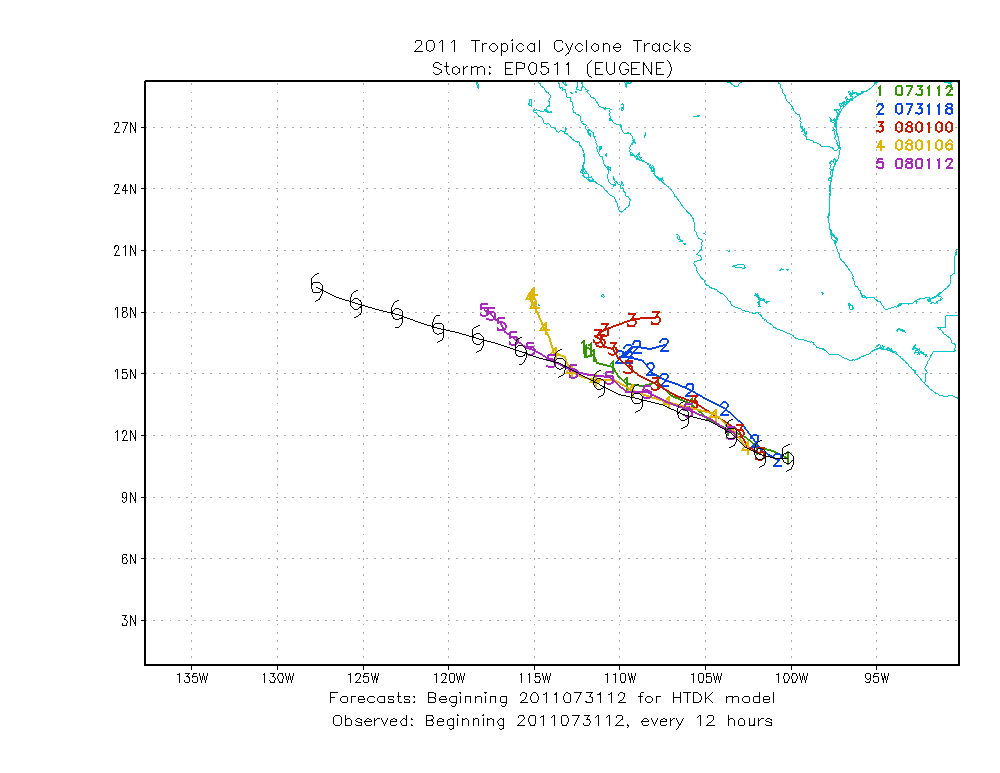 2011 Tropical Cyclone Tracks
Storm: EP0511 (EUGENE)
1 073112
2 073118
3 080100
4 080106
5 080112
27N
24N
21N
18N
15N
12N
9N
6N
3N
135W 130W 125W 120W 115W 110W 105W 100W 95W
Forecasts: Beginning 2011073112 for HTDK model
Observed: Beginning 2011073112, every 12 hours